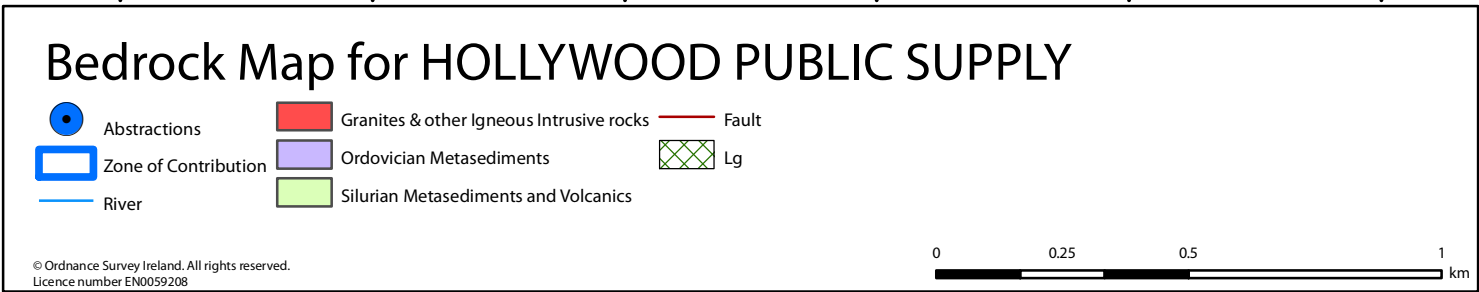 Bedrock Map for HOLLYWOOD PUBLIC SUPPLY
Abstractions
Zone of Contribution
River
Granites & other Igneous Intrusive rocks
Ordovician Metasediments
Silurian Metasediments and Volcanics
Fault
Lg
© Ordnance Survey Ireland. All rights reserved.
Licence number EN0059208
0 0.25 0.5 1
km